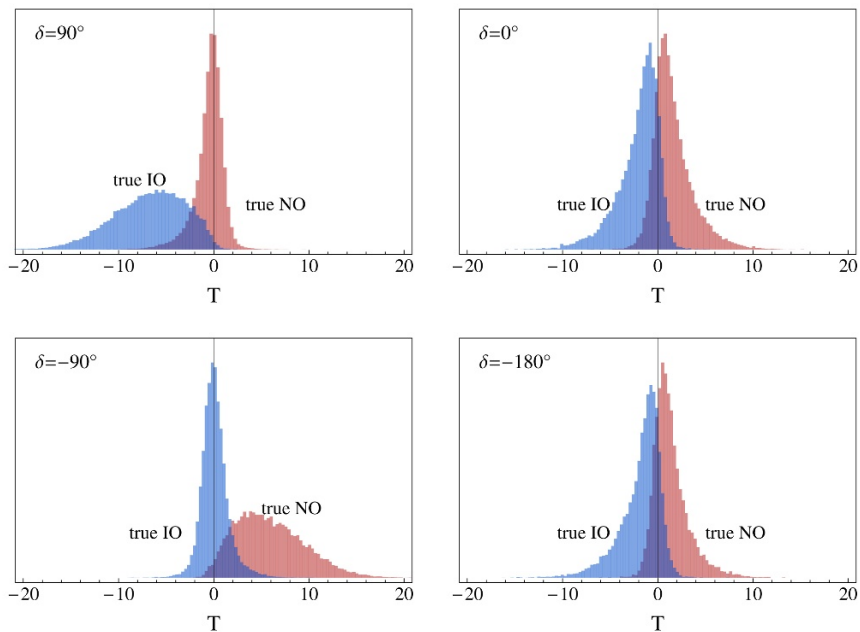 δ=90°
true IO
true NO
−20 −10 0 10 20
T
δ=0°
true IO
true NO
−20 −10 0 10 20
T
δ=−90°
true NO
true IO
−20 −10 0 10 20
T
δ=−180°
true IO
true NO
−20 −10 0 10 20
T